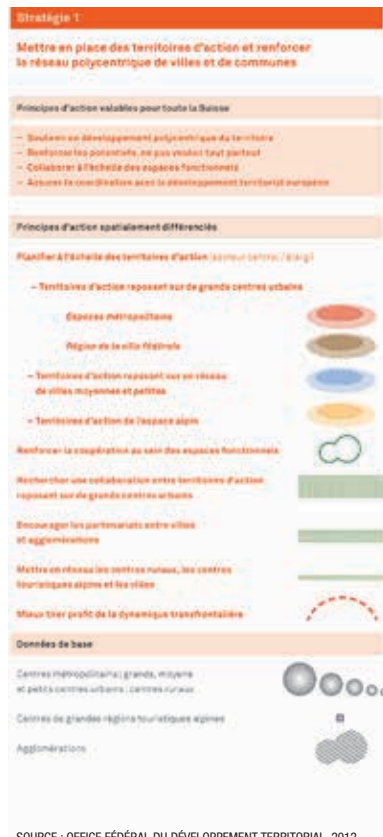 Stratégie 1
Mettre en place des territoires d'action et renforcer
le réseau polycentrique de villes et de communes
Principes d'action valables pour toute la Suisse
– Soutenir un développement polycentrique du territoire
– Renforcer les potentiels, ne pas vouloir tout partout
– Collaborer à l'échelle des espaces fonctionnels
– Assurer la coordination avec le développement territorial européen
Principes d'action spatialement différenciés
Planifier à l'échelle des territoires d'action (secteur central / élargi)
– Territoires d'action reposant sur de grands centres urbains
Espaces métropolitains
Région de la ville fédérale
– Territoires d'action reposant sur un réseau
de villes moyennes et petites
– Territoires d'action de l'espace alpin
Renforcer la coopération au sein des espaces fonctionnels
Rechercher une collaboration entre territoires d'action
reposant sur de grands centres urbains
Encourager les partenariats entre villes
et agglomérations
Mettre en réseau les centres ruraux, les centres
touristiques alpins et les villes
Mieux tirer profit de la dynamique transfrontalière
Données de base
Centres métropolitains; grands, moyens
et petits centres urbains ; centres ruraux
Centres de grandes régions touristiques alpines
Agglomérations
SOURCE : OFFICE FÉDÉRAL DU DÉVELOPPEMENT TERRITORIAL, 2012